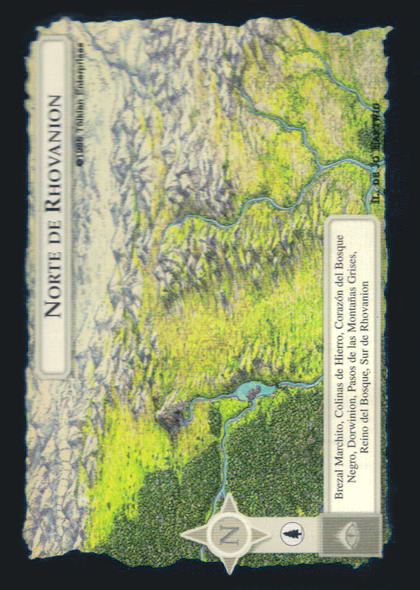 NORTE DE RHOVANION
©1996 Tolkien Enterprises
N
Brezal Marchito, Colinas de Hierro, Corazón del Bosque
Negro, Dorwinion, Pasos de las Montañas Grises,
Reino del Bosque, Sur de Rhovanion